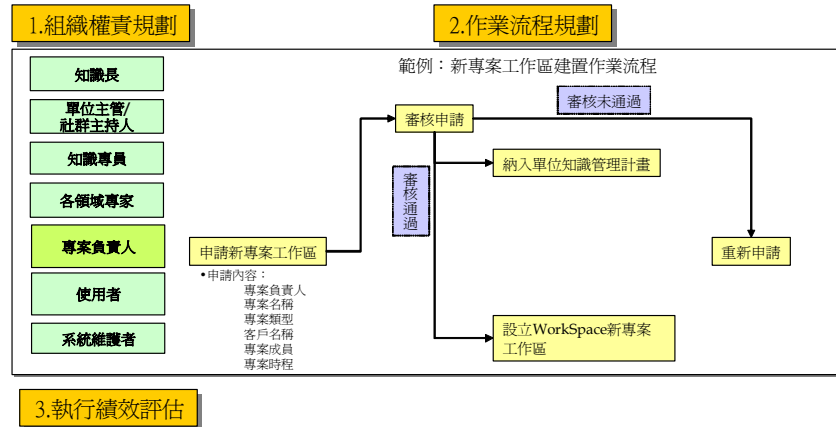 1.組織權責規劃
2.作業流程規劃
範例：新專案工作區建置作業流程
知識長
單位主管/
社群主持人
知識專員
各領域專家
專案負責人
使用者
系統維護者
審核申請
審核未通過
審核通過
納入單位知識管理計畫
申請新專案工作區
重新申請
•申請內容：
專案負責人
專案名稱
專案類型
客戶名稱
專案成員
專案時程
設立WorkSpace新專案
工作區
3.執行績效評估